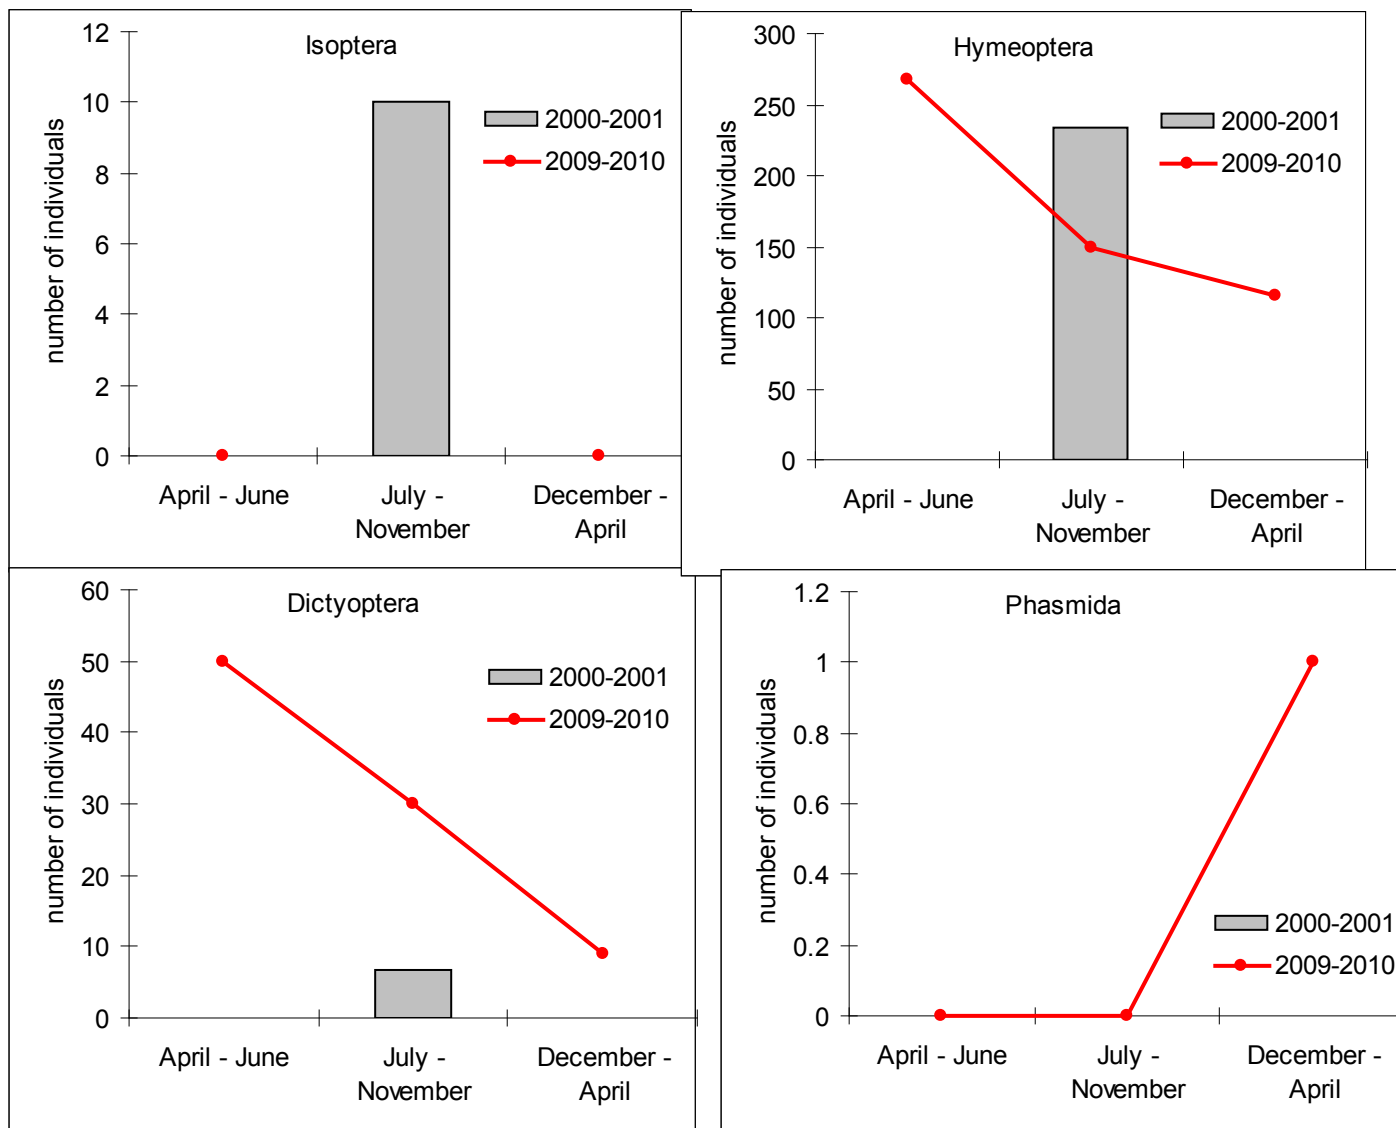 Isoptera
number of individuals
12
10
8
6
4
2
0
2000-2001
2009-2010
April - June
July -
November
December -
April
Hymeoptera
number of individuals
300
250
200
150
100
50
0
2000-2001
2009-2010
April - June
July -
November
December -
April
Dictyoptera
number of individuals
60
50
40
30
20
10
0
2000-2001
2009-2010
April - June
July -
November
December -
April
Phasmida
number of individuals
1.2
1
0.8
0.6
0.4
0.2
0
2000-2001
2009-2010
April - June
July -
November
December -
April